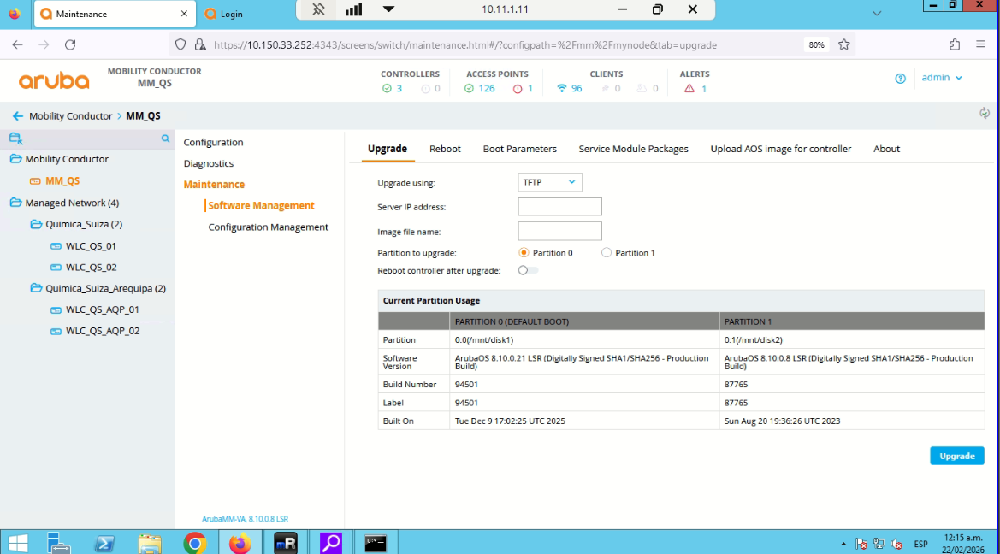 Maintenance
Login
10.11.1.11
https://10.150.33.252:4343/screens/switch/maintenance.html#/?configpath=%2Fmm%2Fmynode&tab=upgrade
80%
aruba
MOBILITY CONDUCTOR
MM_QS
CONTROLLERS
3
0
ACCESS POINTS
126
1
CLIENTS
96
0
0
ALERTS
1
admin
Mobility Conductor > MM_QS
Mobility Conductor
MM_QS
Managed Network (4)
Quimica_Suiza (2)
WLC_QS_01
WLC_QS_02
Quimica_Suiza_Arequipa (2)
WLC_QS_AQP_01
WLC_QS_AQP_02
Configuration
Diagnostics
Maintenance
Software Management
Configuration Management
ArubaMM-VA, 8.10.0.8 LSR
Upgrade
Reboot
Boot Parameters
Service Module Packages
Upload AOS image for controller
About
Upgrade using:
TFTP
Server IP address:
Image file name:
Partition to upgrade:
Partition 0
Partition 1
Reboot controller after upgrade:
Current Partition Usage
PARTITION 0 (DEFAULT BOOT)
PARTITION 1
Partition
0:0(/mnt/disk1)
0:1(/mnt/disk2)
Software
Version
ArubaOS 8.10.0.21 LSR (Digitally Signed SHA1/SHA256 - Production
Build)
ArubaOS 8.10.0.8 LSR (Digitally Signed SHA1/SHA256 - Production
Build)
Build Number
94501
87765
Label
94501
87765
Built On
Tue Dec 9 17:02:25 UTC 2025
Sun Aug 20 19:36:26 UTC 2023
Upgrade
ESP
12:15 a.m.
22/02/2026